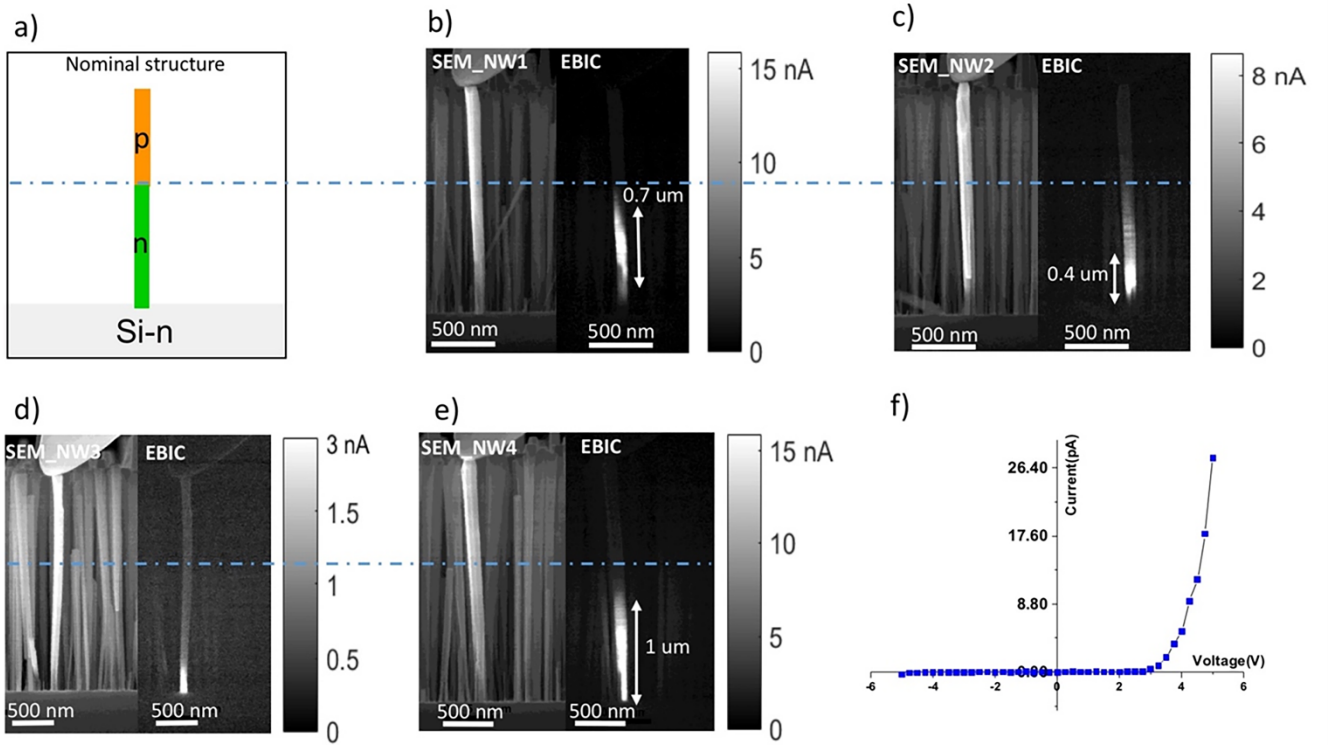 a)
Nominal structure
p
n
Si-n
b)
SEM_NW1
EBIC
0.7 um
500 nm
500 nm
15 nA
10
5
0
c)
SEM_NW2
EBIC
0.4 um
500 nm
500 nm
8 nA
6
4
2
0
d)
SEM_NW3
EBIC
500 nm
500 nm
3 nA
1.5
1
0.5
0
e)
SEM_NW4
EBIC
1 um
500 nm
500 nm
15 nA
10
5
0
f)
Current(pA)
26.40
17.60
8.80
0.00
Voltage(V)
-6
-4
-2
0
2
4
6